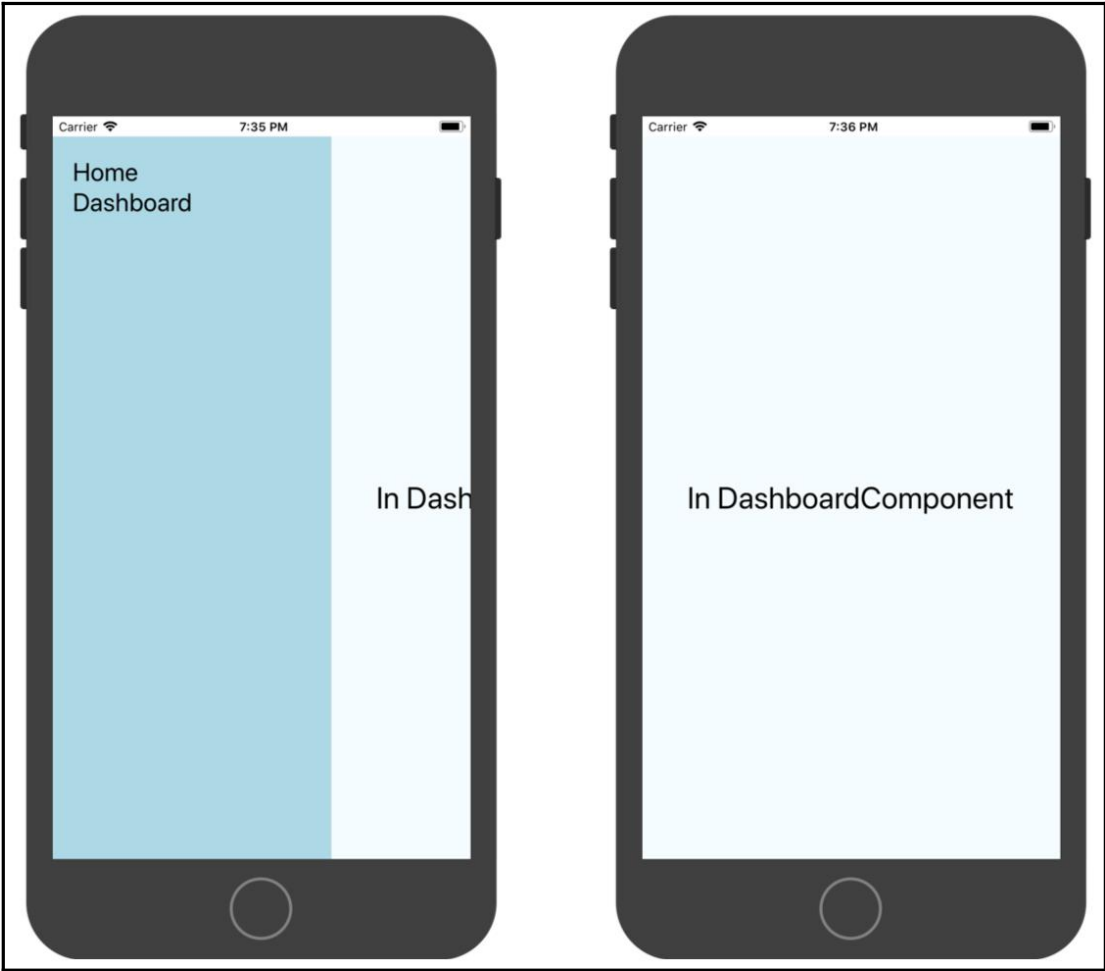 Carrier 7:35 PM
Home
Dashboard
In Dash
Carrier 7:36 PM
In DashboardComponent